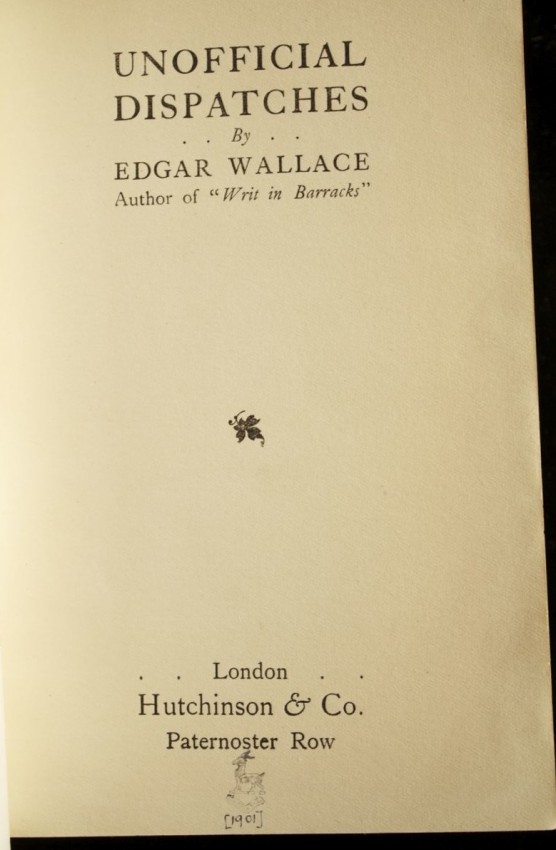 UNOFFICIAL
DISPATCHES
. . By . .
EDGAR WALLACE
Author of "Writ in Barracks"
. . London . .
Hutchinson & Co.
Paternoster Row
[1901]